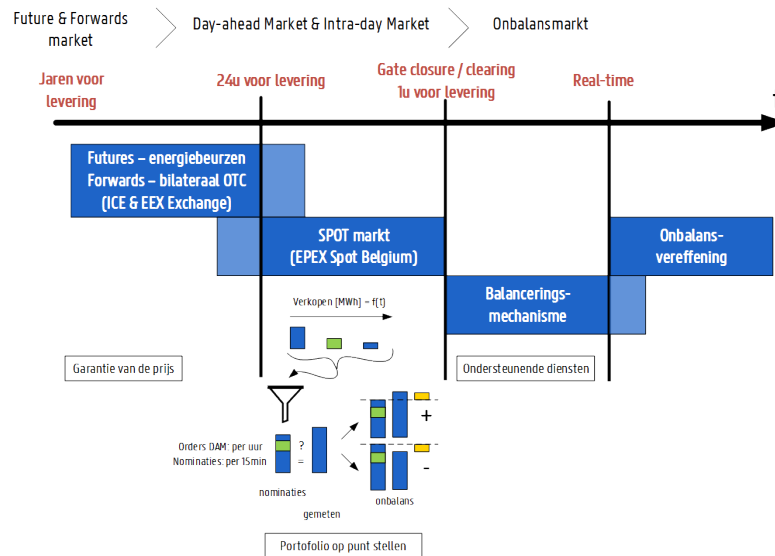 Future & Forwards
market
Day-ahead Market & Intra-day Market
Onbalansmarkt
Jaren voor
levering
24u voor levering
Gate closure / clearing
1u voor levering
Real-time
Futures – energiebeurzen
Forwards – bilateraal OTC
(ICE & EEX Exchange)
SPOT markt
(EPEX Spot Belgium)
Onbalans-
vereffening
Balancerings-
mechanisme
Verkopen [MWh] = f(t)
Garantie van de prijs
Ondersteunende diensten
Orders DAM: per uur
Nominaties: per 15min
?
=
+
-
nominaties
gemeten
onbalans
Portofolio op punt stellen